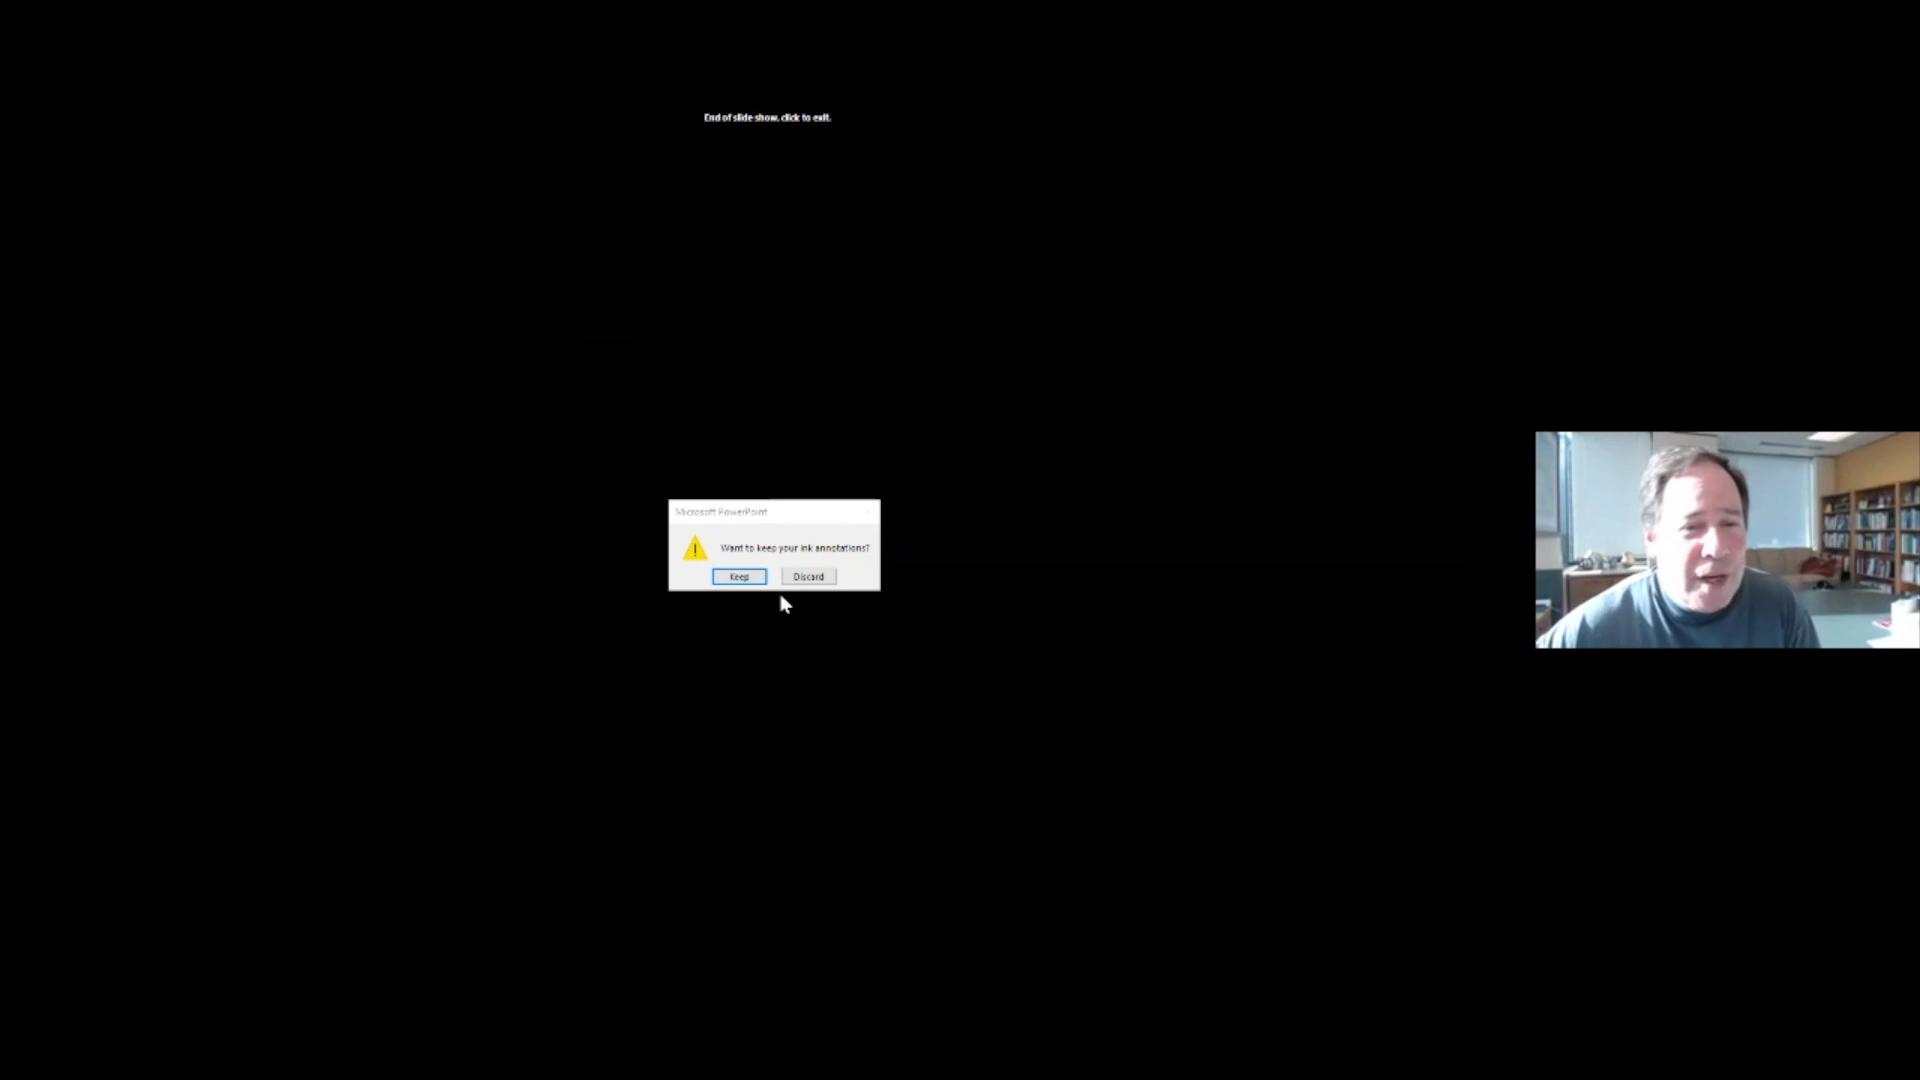 End of slide show, click to exit.
Microsoft PowerPoint
Want to keep your ink annotations?
Keep
Discard